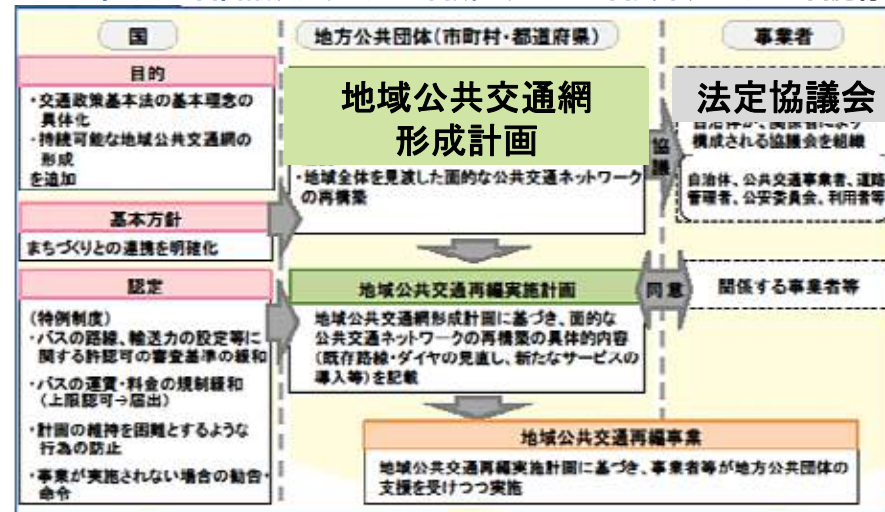 国
目的
・交通政策基本法の基本理念の
具体化
・持続可能な地域公共交通網の
形成
を追加
基本方針
まちづくりとの連携を明確化
認定
(特例制度)
・バスの路線、輸送力の設定等に
関する許認可の審査基準の緩和
・バスの運賃・料金の規制緩和
(上限認可→届出)
・計画の維持を困難とするような
行為の防止
・事業が実施されない場合の勧告・
命令
地方公共団体(市町村・都道府県)
地域公共交通網
形成計画
・地域全体を見渡した面的な公共交通ネットワーク
の再構築
協議
地域公共交通再編実施計画
地域公共交通網形成計画に基づき、面的な
公共交通ネットワークの再構築の具体的内容
(既存路線・ダイヤの見直し、新たなサービスの
導入等)を記載
同意
地域公共交通再編事業
地域公共交通再編実施計画に基づき、事業者等が地方公共団体の
支援を受けつつ実施
事業者
法定協議会
構成される協議会を組織
自治体、公共交通事業者、道路
管理者、公安委員会、利用者等
関係する事業者等